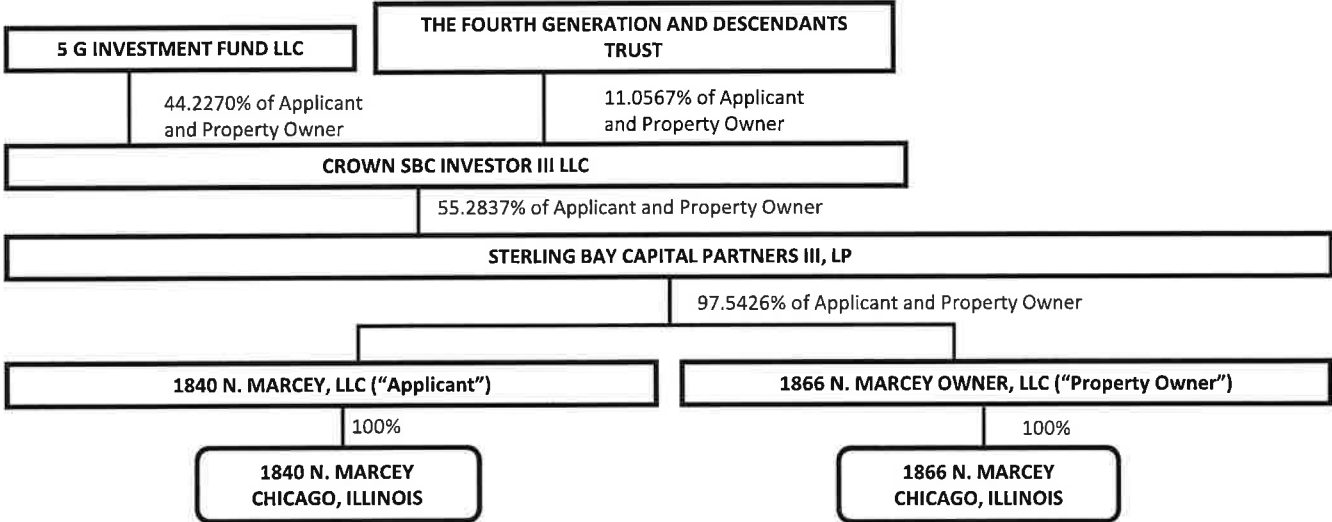 5 G INVESTMENT FUND LLC
THE FOURTH GENERATION AND DESCENDANTS
TRUST
44.2270% of Applicant
and Property Owner
11.0567% of Applicant
and Property Owner
CROWN SBC INVESTOR III LLC
55.2837% of Applicant and Property Owner
STERLING BAY CAPITAL PARTNERS III, LP
97.5426% of Applicant and Property Owner
1840 N. MARCEY, LLC (“Applicant”)
1866 N. MARCEY OWNER, LLC (“Property Owner”)
100%
100%
1840 N. MARCEY
CHICAGO, ILLINOIS
1866 N. MARCEY
CHICAGO, ILLINOIS